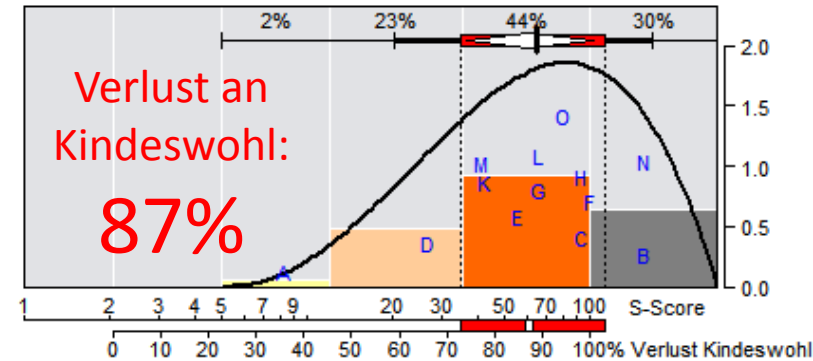 2% 23% 44% 30%
Verlust an
Kindeswohl:
87%
2.0
1.5
1.0
0.5
0.0
O
M L N
K G H
F
E
D C
B
A
1 2 3 4 5 7 9 20 30 50 70 100 S-Score
0 10 20 30 40 50 60 70 80 90 100% Verlust Kindeswohl